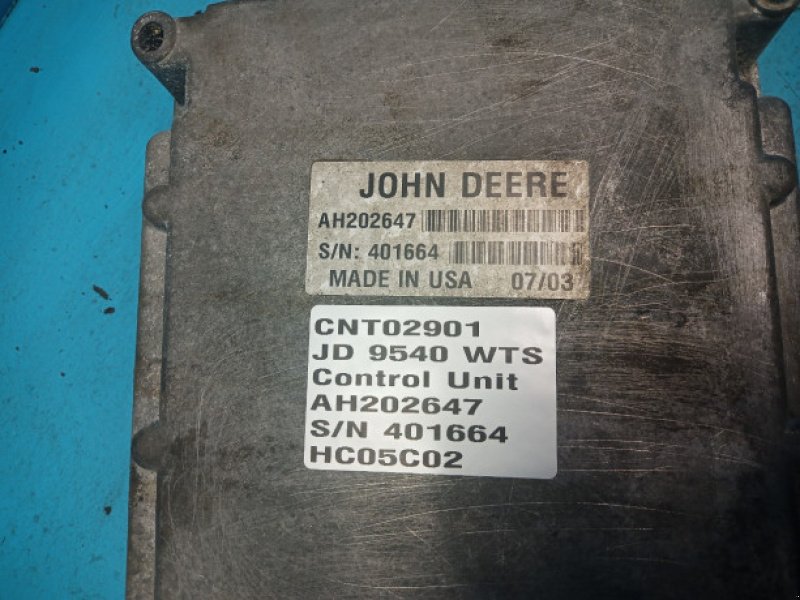 JOHN DEERE
AH202647
S/N: 401664
MADE IN USA 07/03
CNT02901
JD 9540 WTS
Control Unit
AH202647
S/N 401664
HC05C02